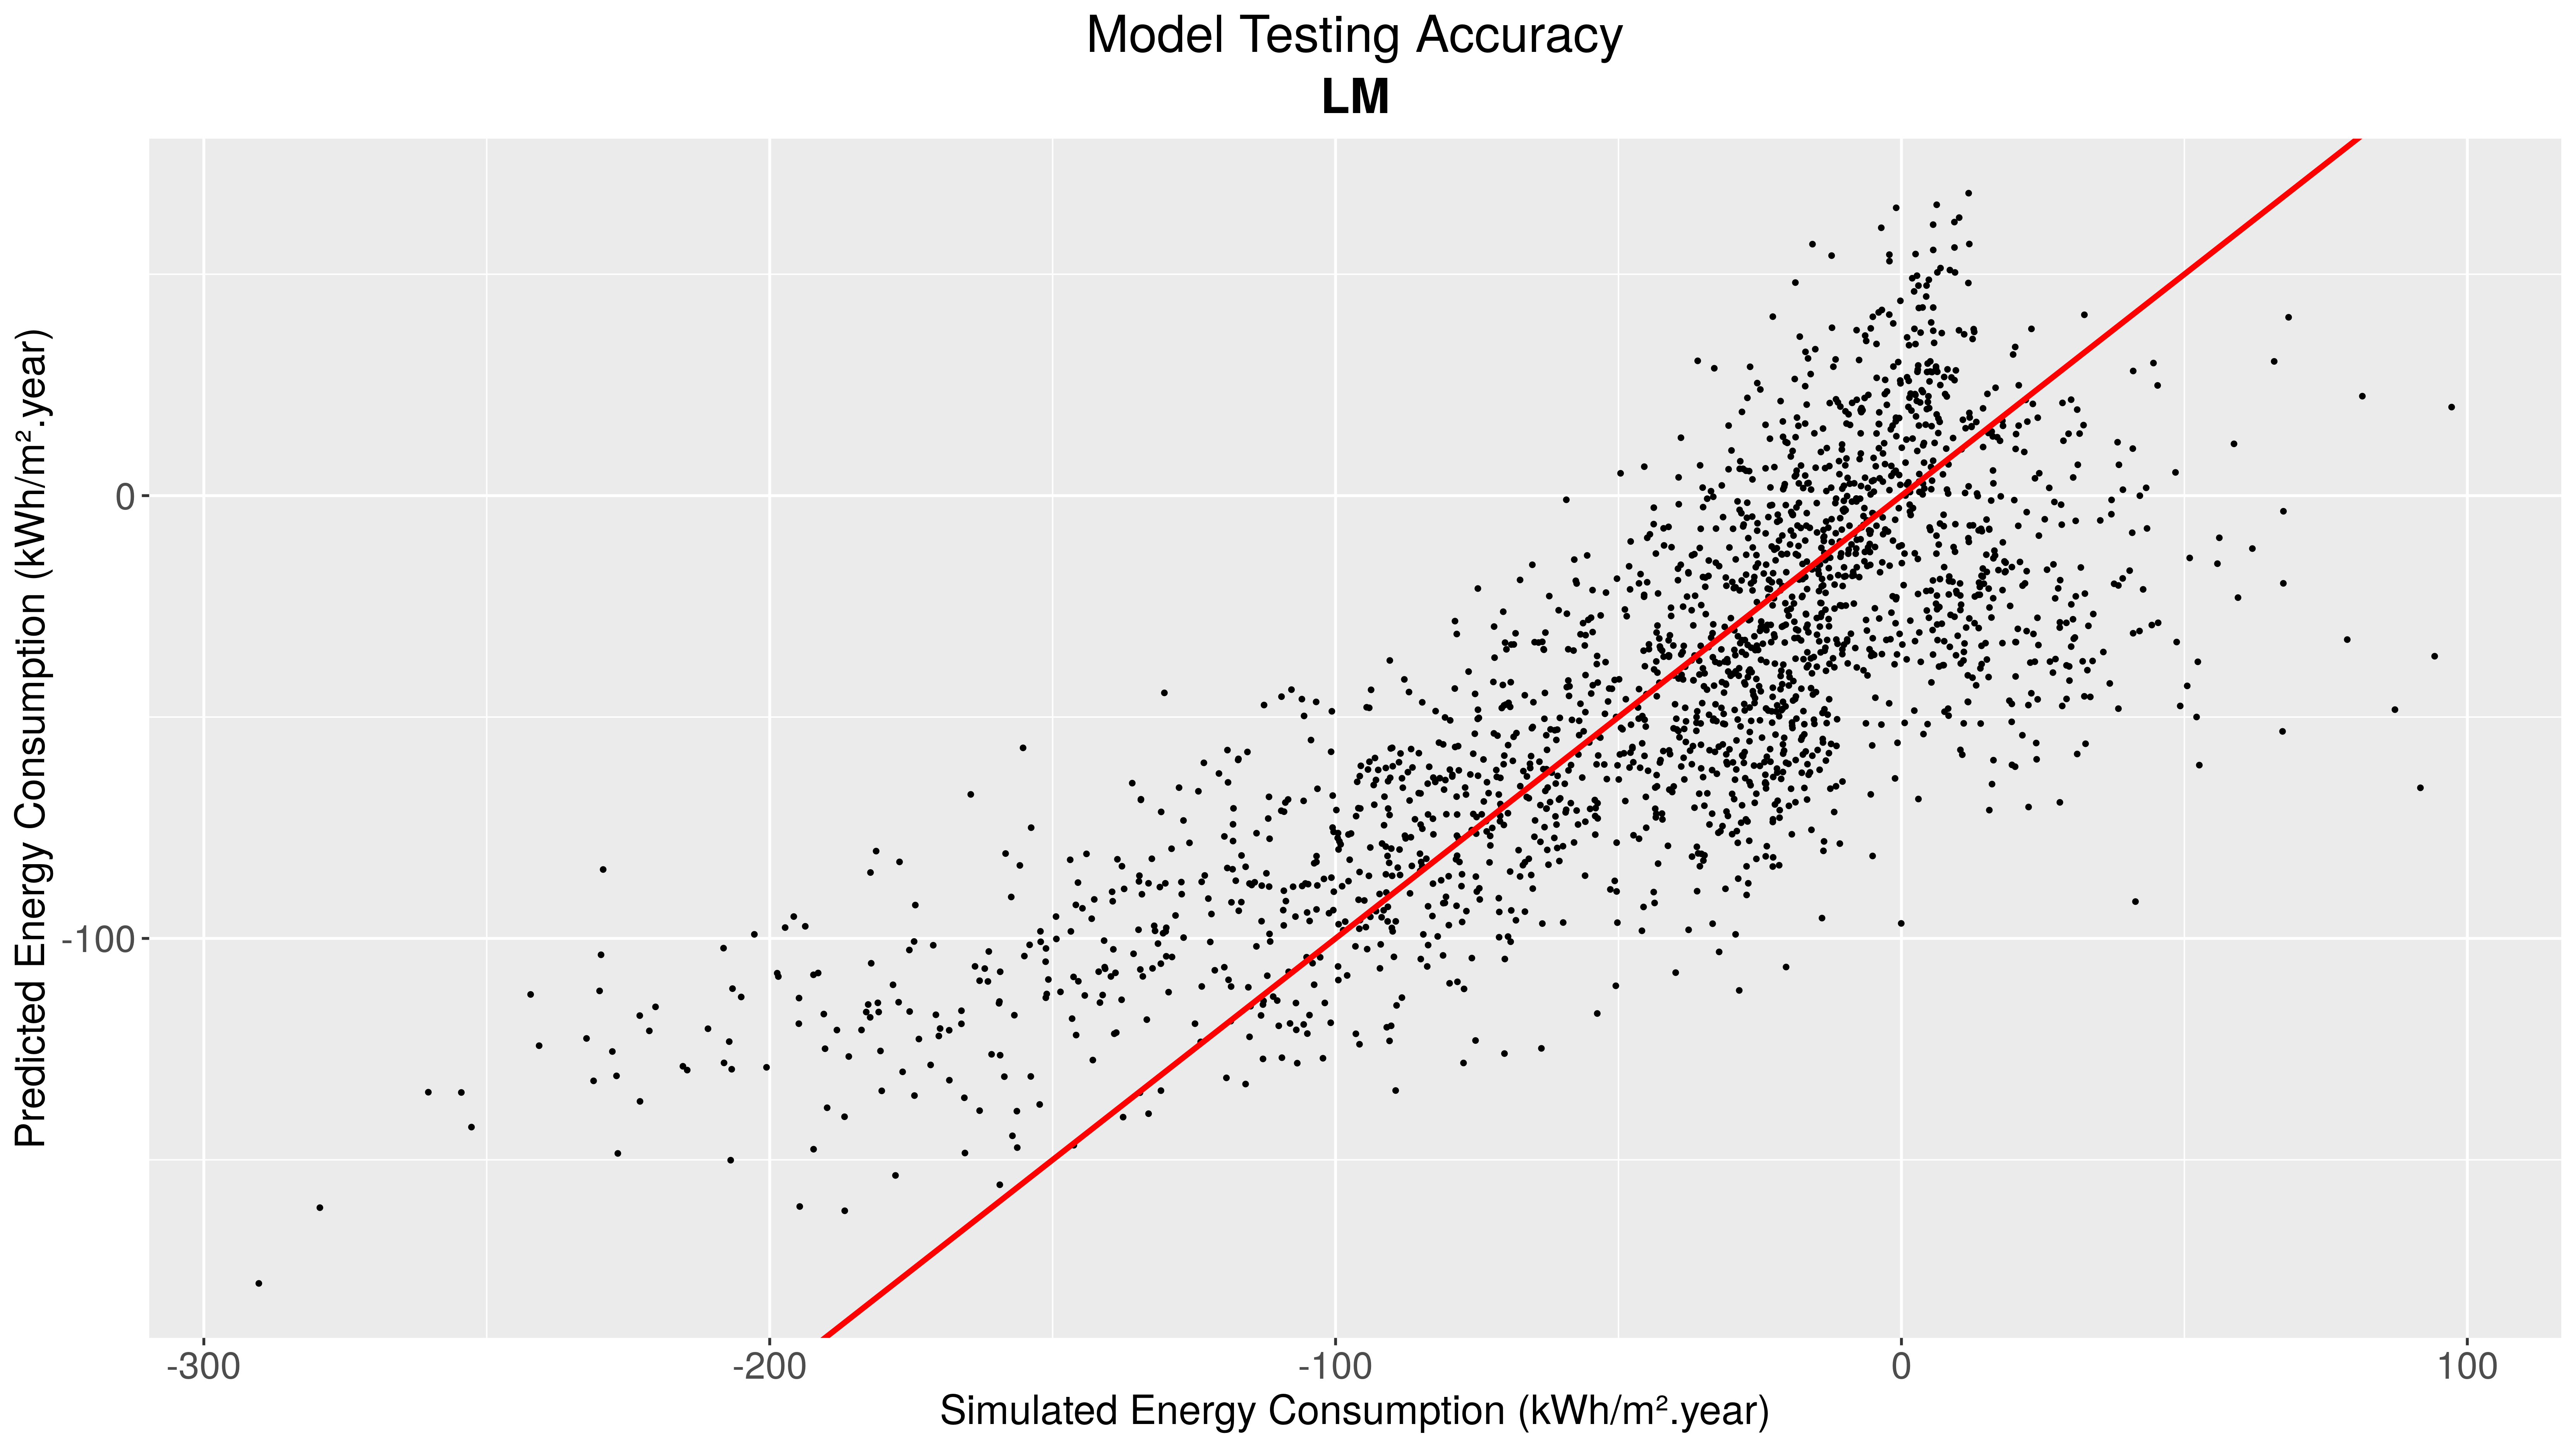 Model Testing Accuracy
LM
Predicted Energy Consumption (kWh/m².year)
0
-100
-300
-200
-100
0
100
Simulated Energy Consumption (kWh/m².year)